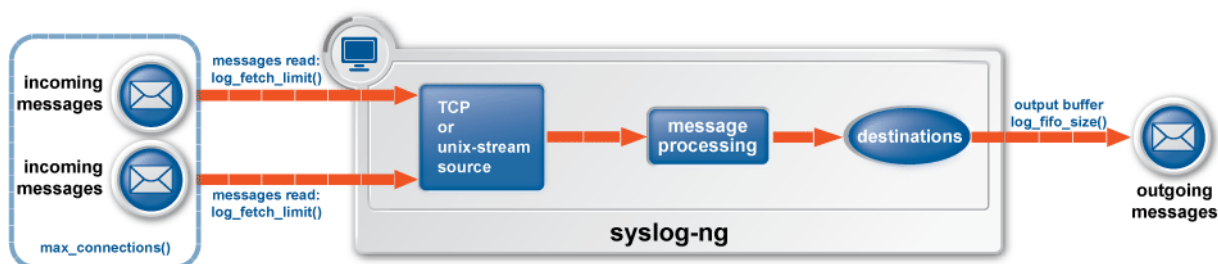 incoming
messages
messages read:
log_fetch_limit()
incoming
messages
messages read:
log_fetch_limit()
max_connections()
TCP
or
unix-stream
source
message
processing
destinations
output buffer
log_fifo_size()
outgoing
messages
syslog-ng